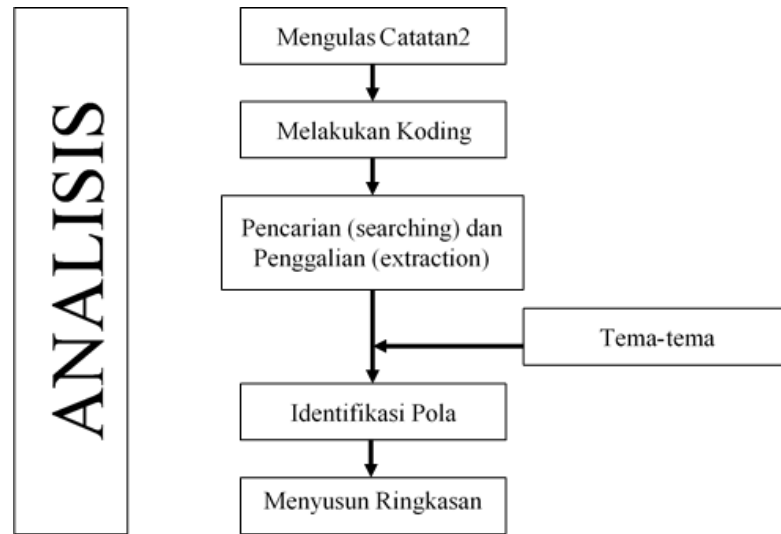 ANALISIS
Mengulas Catatan2
Melakukan Koding
Pencarian (searching) dan
Penggalian (extraction)
Tema-tema
Identifikasi Pola
Menyusun Ringkasan